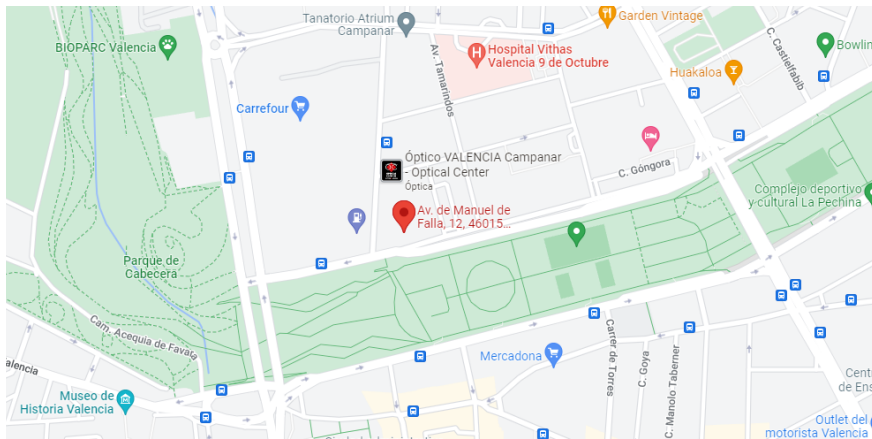 Tanatorio Atrium
Campanar
Garden Vintage
BIOPARC Valencia
Av. Tamarindos
H
Hospital Vithas
Valencia 9 de Octubre
C. Castielfabib
Bowlin
Huakaloa
Carrefour
Óptico VALENCIA Campanar
- Optical Center
Óptica
C. Góngora
Complejo deportivo
y cultural La Pechina
Av. de Manuel de
Falla, 12, 46015...
Parque de
Cabecera
Cam. Acequia de Favara
Carrer de Torres
C. Goya
C. Manolo Taberner
Mercadona
alencia
Museo de
Historia Valencia
Cent
de Ens
Outlet del
motorista Valencia